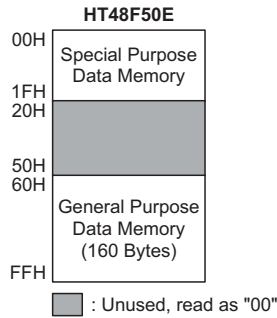 HT48F50E
00H
Special Purpose
Data Memory
1FH
20H
50H
60H
General Purpose
Data Memory
(160 Bytes)
FFH
: Unused, read as "00"